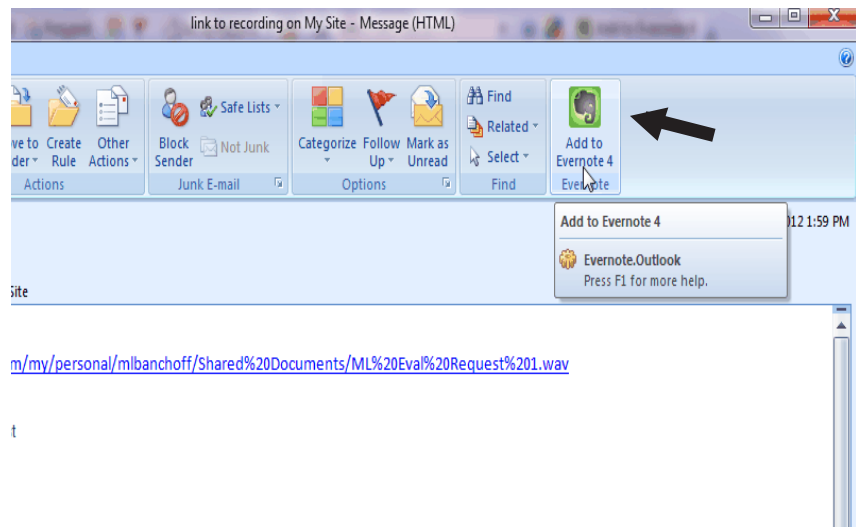 link to recording on My Site - Message (HTML)
ve to
der
Create
Rule
Other
Actions
Actions
Block
Sender
Safe Lists
Not Junk
Junk E-mail
Categorize
Follow
Up
Mark as
Unread
Options
Find
Related
Select
Find
Add to
Evernote 4
Evernote
Add to Evernote 4
Evernote.Outlook
Press F1 for more help.
012 1:59 PM
Site
m/my/personal/mlbanchoff/Shared%20Documents/ML%20Eval%20Request%201.wav
t